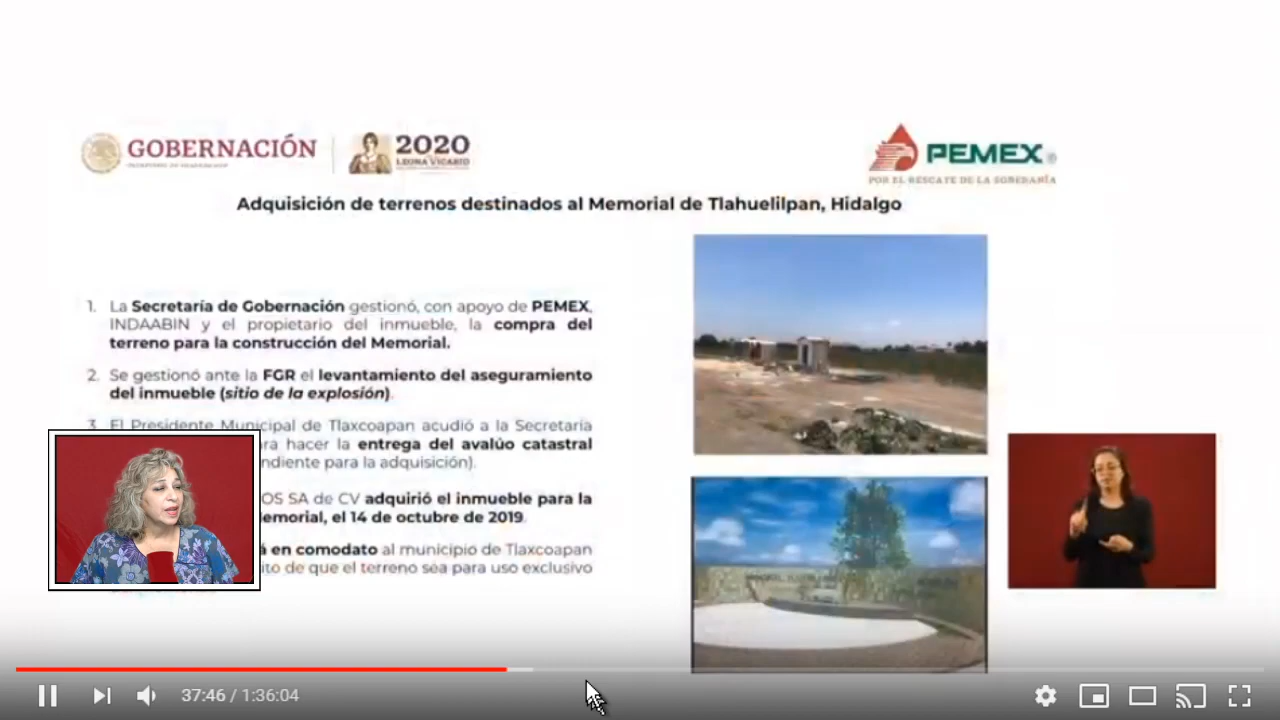 GOBERNACIÓN
2020
LEONA VICARIO
PEMEX
POR EL RESCATE DE LA SOBERANÍA
Adquisición de terrenos destinados al Memorial de Tlahuelilpan, Hidalgo
1. La Secretaría de Gobernación gestionó, con apoyo de PEMEX,
INDAABIN y el propietario del inmueble, la compra del
terreno para la construcción del Memorial.
2. Se gestionó ante la FGR el levantamiento del aseguramiento
del inmueble (sitio de la explosión).
3. El Presidente Municipal de Tlaxcoapan acudió a la Secretaría
ra hacer la entrega del avalúo catastral
ndiente para la adquisición).
OS SA de CV adquirió el inmueble para la
emorial, el 14 de octubre de 2019.
á en comodato al municipio de Tlaxcoapan
ito de que el terreno sea para uso exclusivo
37:46 / 1:36:04